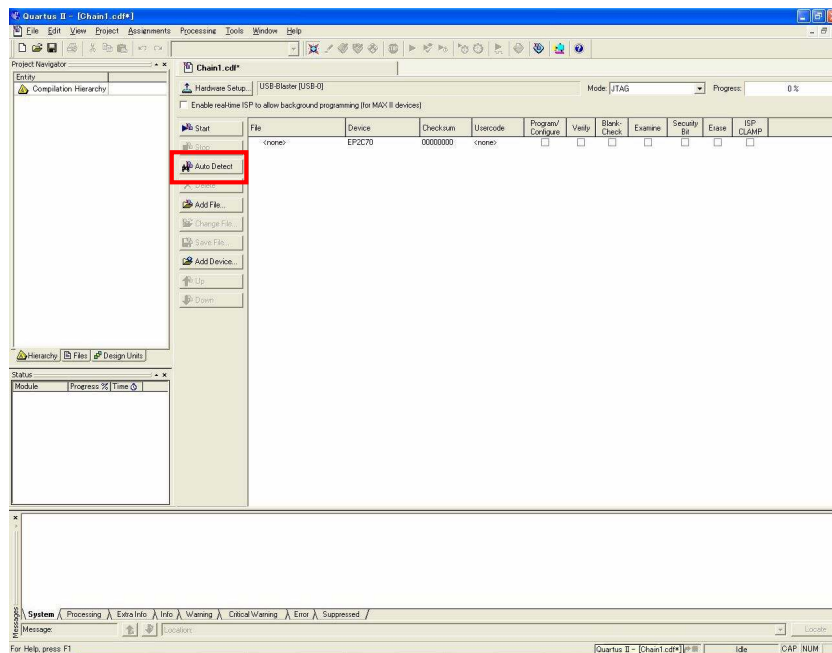 Quartus II - [Chain1.cdf*]
File Edit View Project Assignments Processing Tools Window Help
Project Navigator
Entity
Compilation Hierarchy
Hierarchy Files Design Units
Status
Module Progress % Time
Chain1.cdf*
Hardware Setup... USB-Blaster [USB-0] Mode: JTAG Progress: 0 %
Enable real-time ISP to allow background programming (for MAX II devices)
Start
Stop
Auto Detect
Delete
Add File...
Change File...
Save File...
Add Device...
Up
Down
File Device Checksum Usercode Program/Configure Verify Blank-Check Examine Security Bit Erase ISP CLAMP
<none> EP2C70 00000000 <none>
Messages
System Processing Extra Info Info Warning Critical Warning Error Suppressed
Message: Location: Locate
For Help, press F1 Quartus II - [Chain1.cdf*] Idle CAP NUM